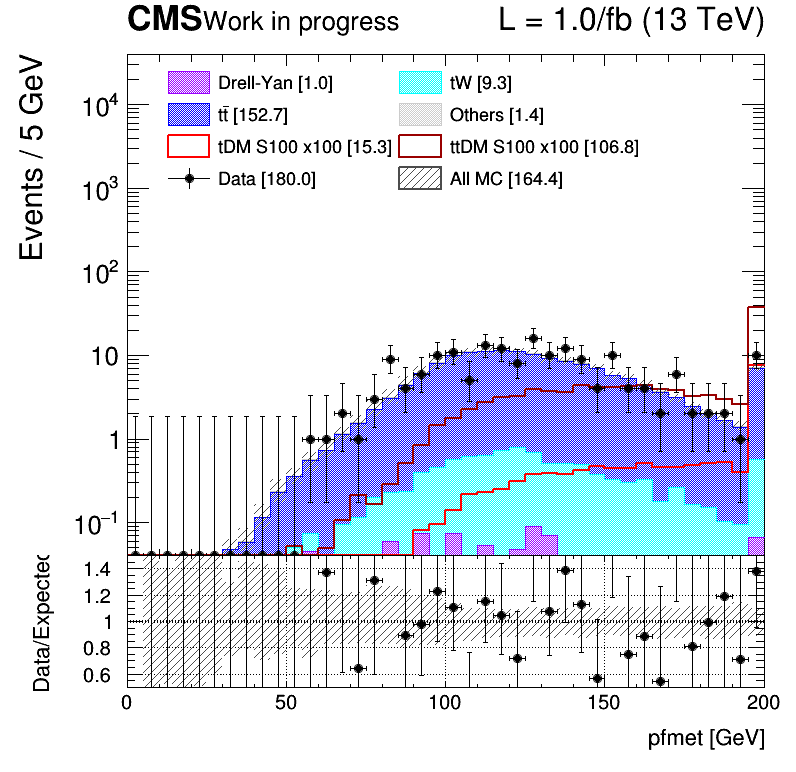 CMS Work in progress L = 1.0/fb (13 TeV)
Events / 5 GeV
Drell-Yan [1.0] tW [9.3]
tt̄ [152.7] Others [1.4]
tDM S100 x100 [15.3] ttDM S100 x100 [106.8]
Data [180.0] All MC [164.4]
10⁴
10³
10²
10
1
10⁻¹
Data/Expected
1.4
1.2
1
0.8
0.6
0 50 100 150 200
pfmet [GeV]